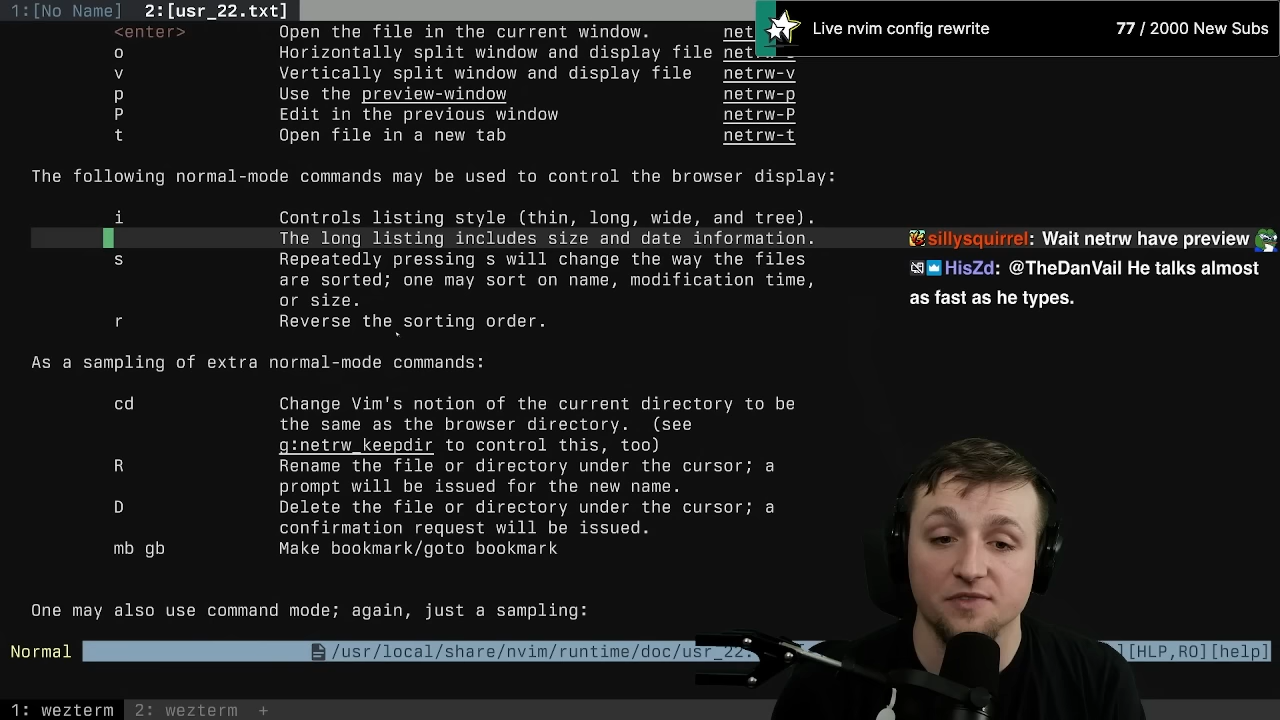 1:[No Name]  2:[usr_22.txt]
Live nvim config rewrite 77 / 2000 New Subs
<enter> Open the file in the current window.
o Horizontally split window and display file
v Vertically split window and display file netrw-v
p Use the preview-window netrw-p
P Edit in the previous window netrw-P
t Open file in a new tab netrw-t
The following normal-mode commands may be used to control the browser display:
i Controls listing style (thin, long, wide, and tree).
The long listing includes size and date information.
s Repeatedly pressing s will change the way the files
are sorted; one may sort on name, modification time,
or size.
r Reverse the sorting order.
sillysquirrel: Wait netrw have preview
HisZd: @TheDanVail He talks almost
as fast as he types.
As a sampling of extra normal-mode commands:
cd Change Vim's notion of the current directory to be
the same as the browser directory.  (see
g:netrw_keepdir to control this, too)
R Rename the file or directory under the cursor; a
prompt will be issued for the new name.
D Delete the file or directory under the cursor; a
confirmation request will be issued.
mb gb Make bookmark/goto bookmark
One may also use command mode; again, just a sampling:
Normal /usr/local/share/nvim/runtime/doc/usr_22. [HLP,RO][help]
1: wezterm 2: wezterm +